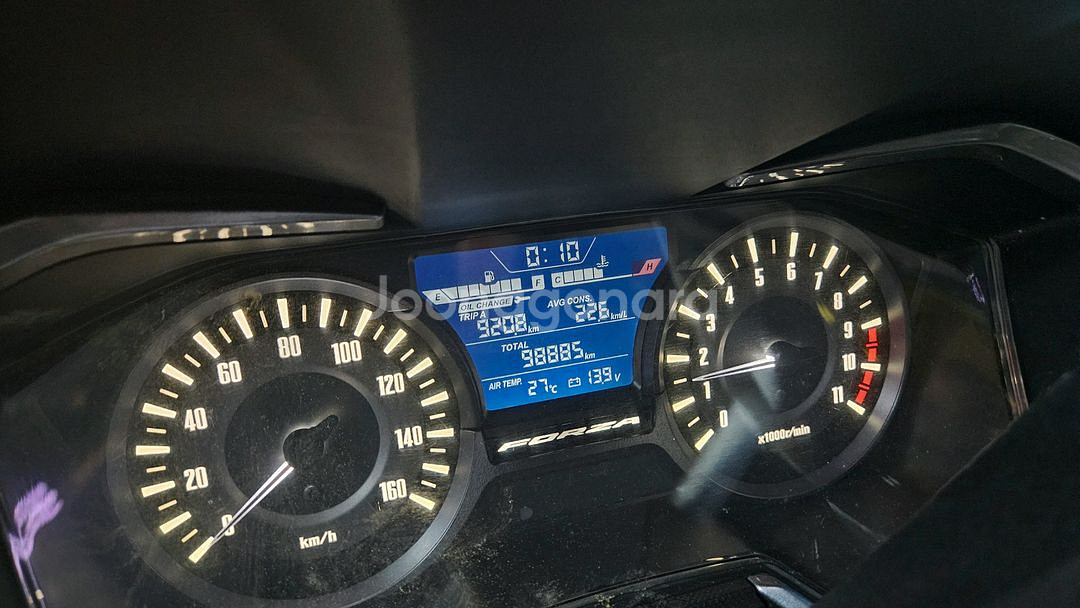 0:10
E F C H
OIL CHANGE
TRIP A 9208 km
AVG CONS. 22.6 km/L
TOTAL
98885 km
AIR TEMP. 27°C 13.9 V
FORZA
0 20 40 60 80 100 120 140 160
km/h
0 1 2 3 4 5 6 7 8 9 10 11
x1000r/min